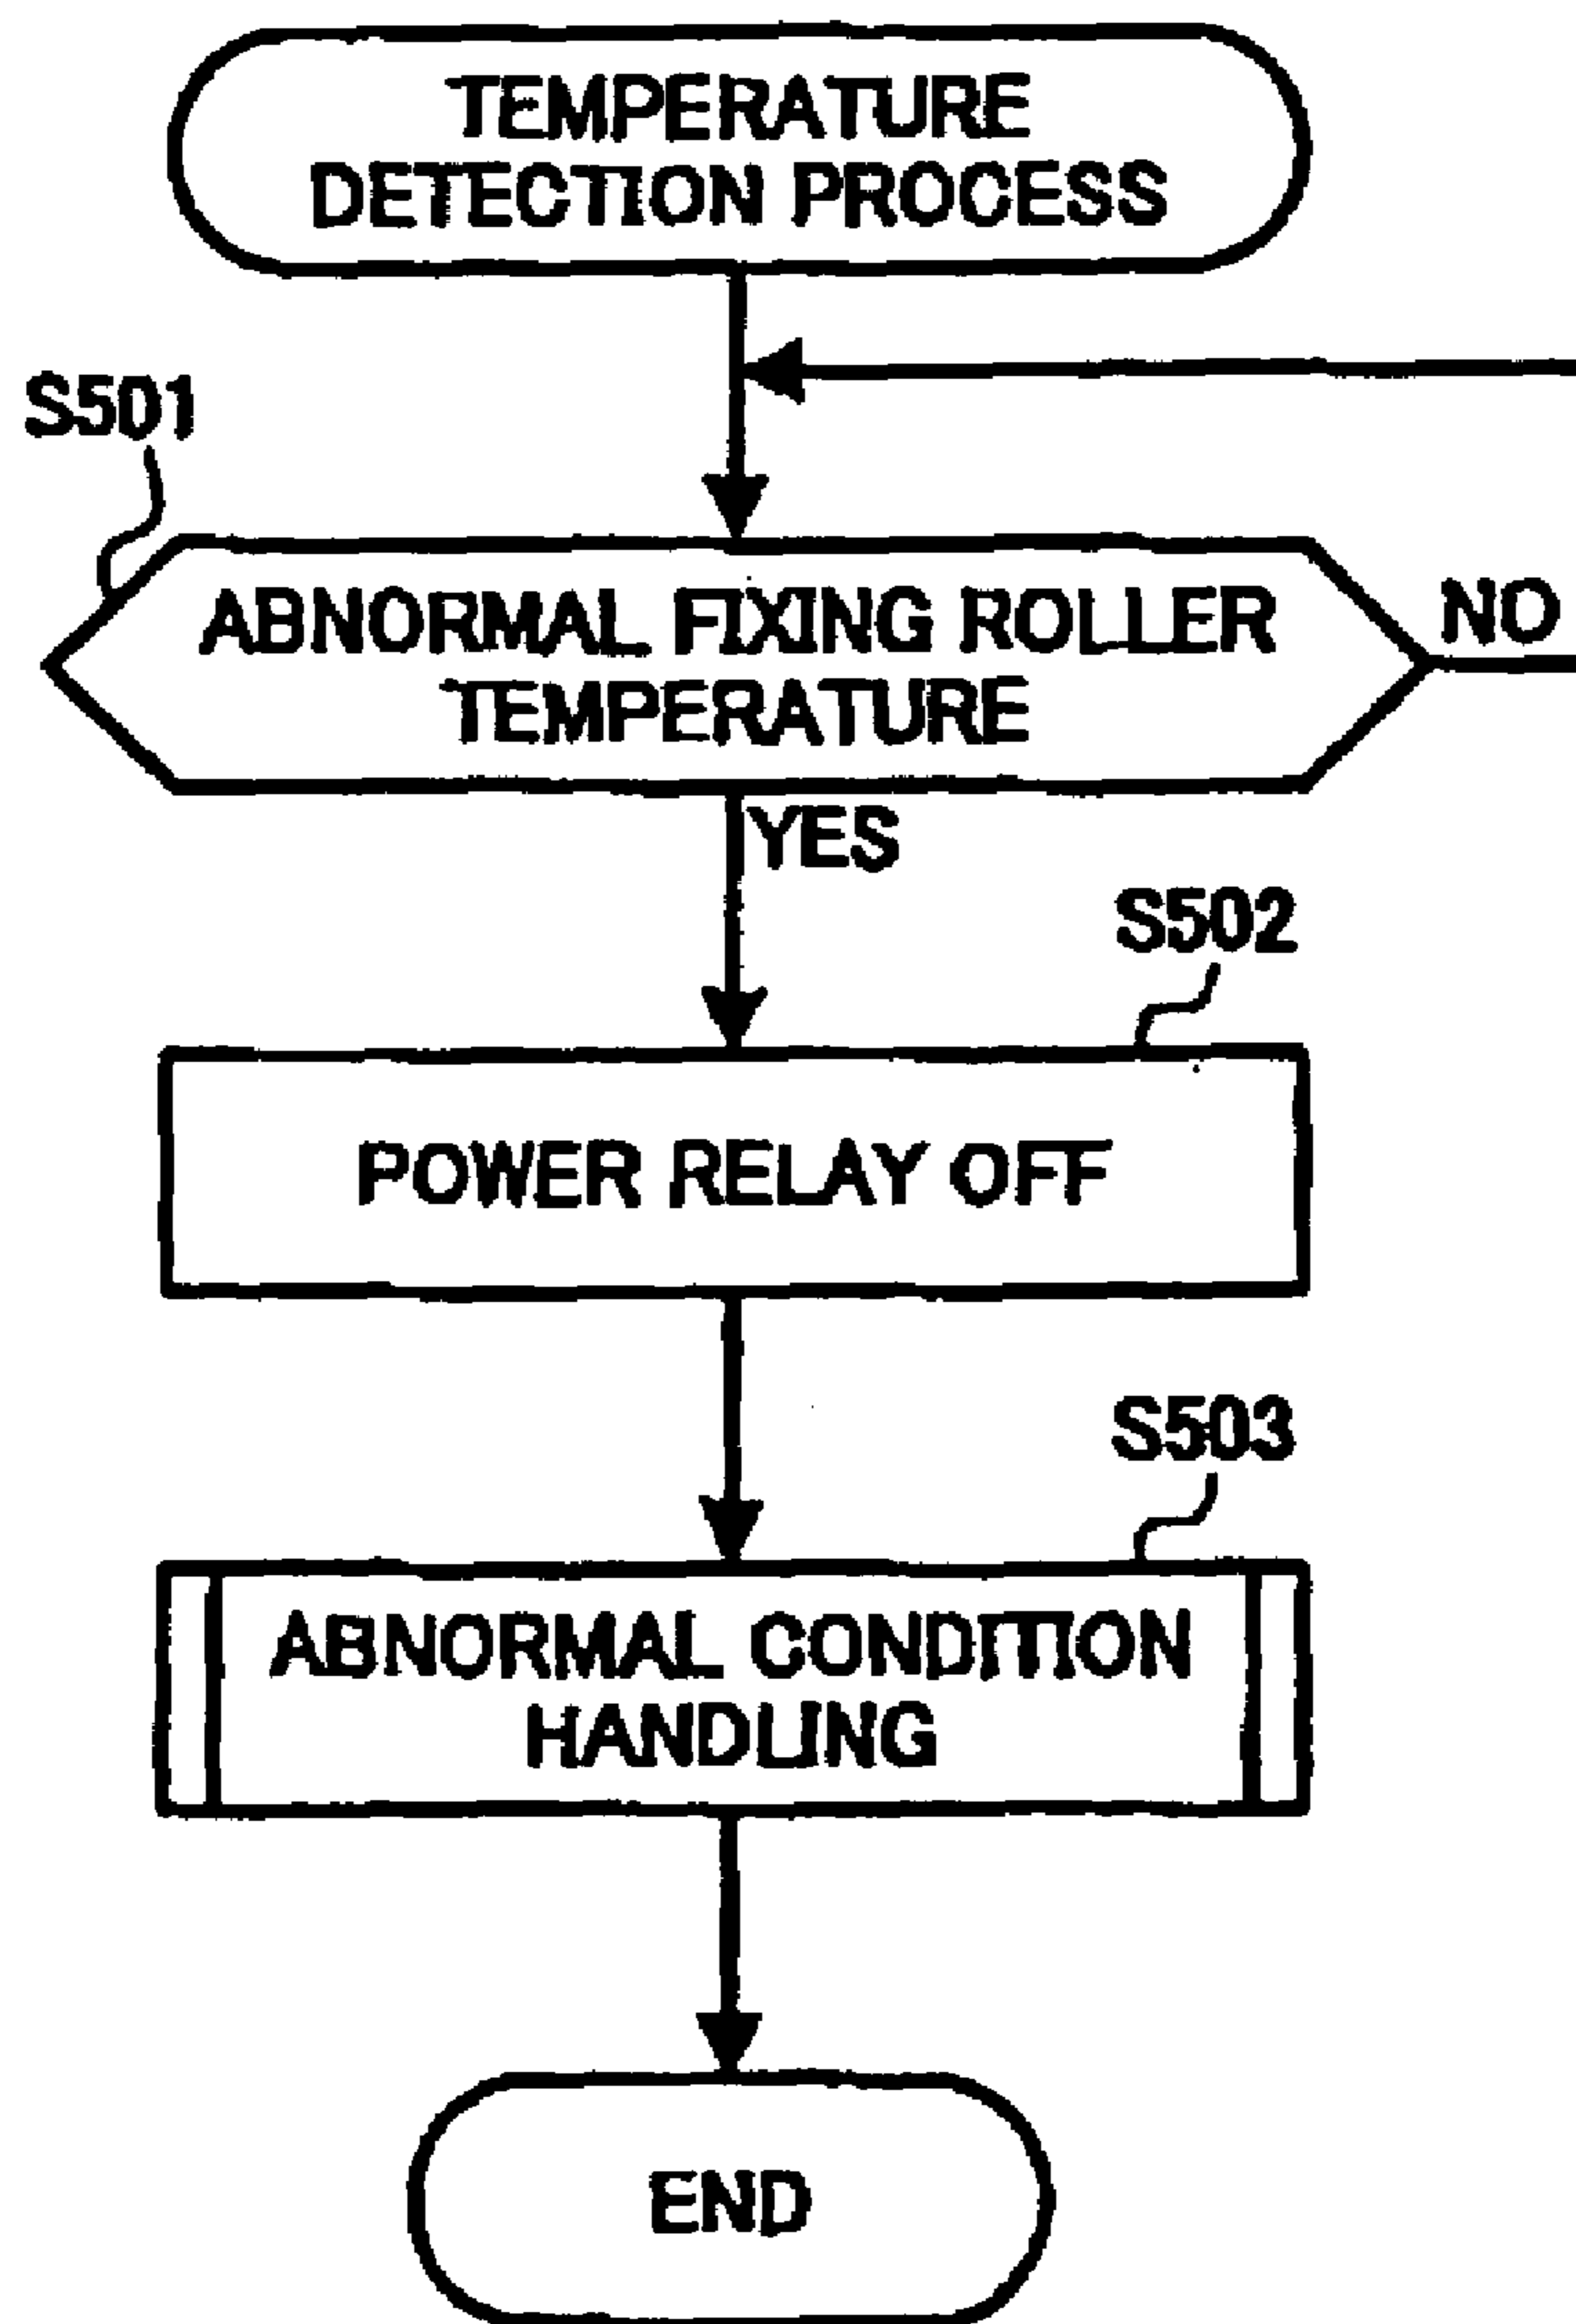 TEMPERATURE
DETECTION PROCESS
S501
ABNORMAL FIXING ROLLER
TEMPERATURE
NO
YES
S502
POWER RELAY OFF
S503
ABNORMAL CONDITION
HANDLING
END